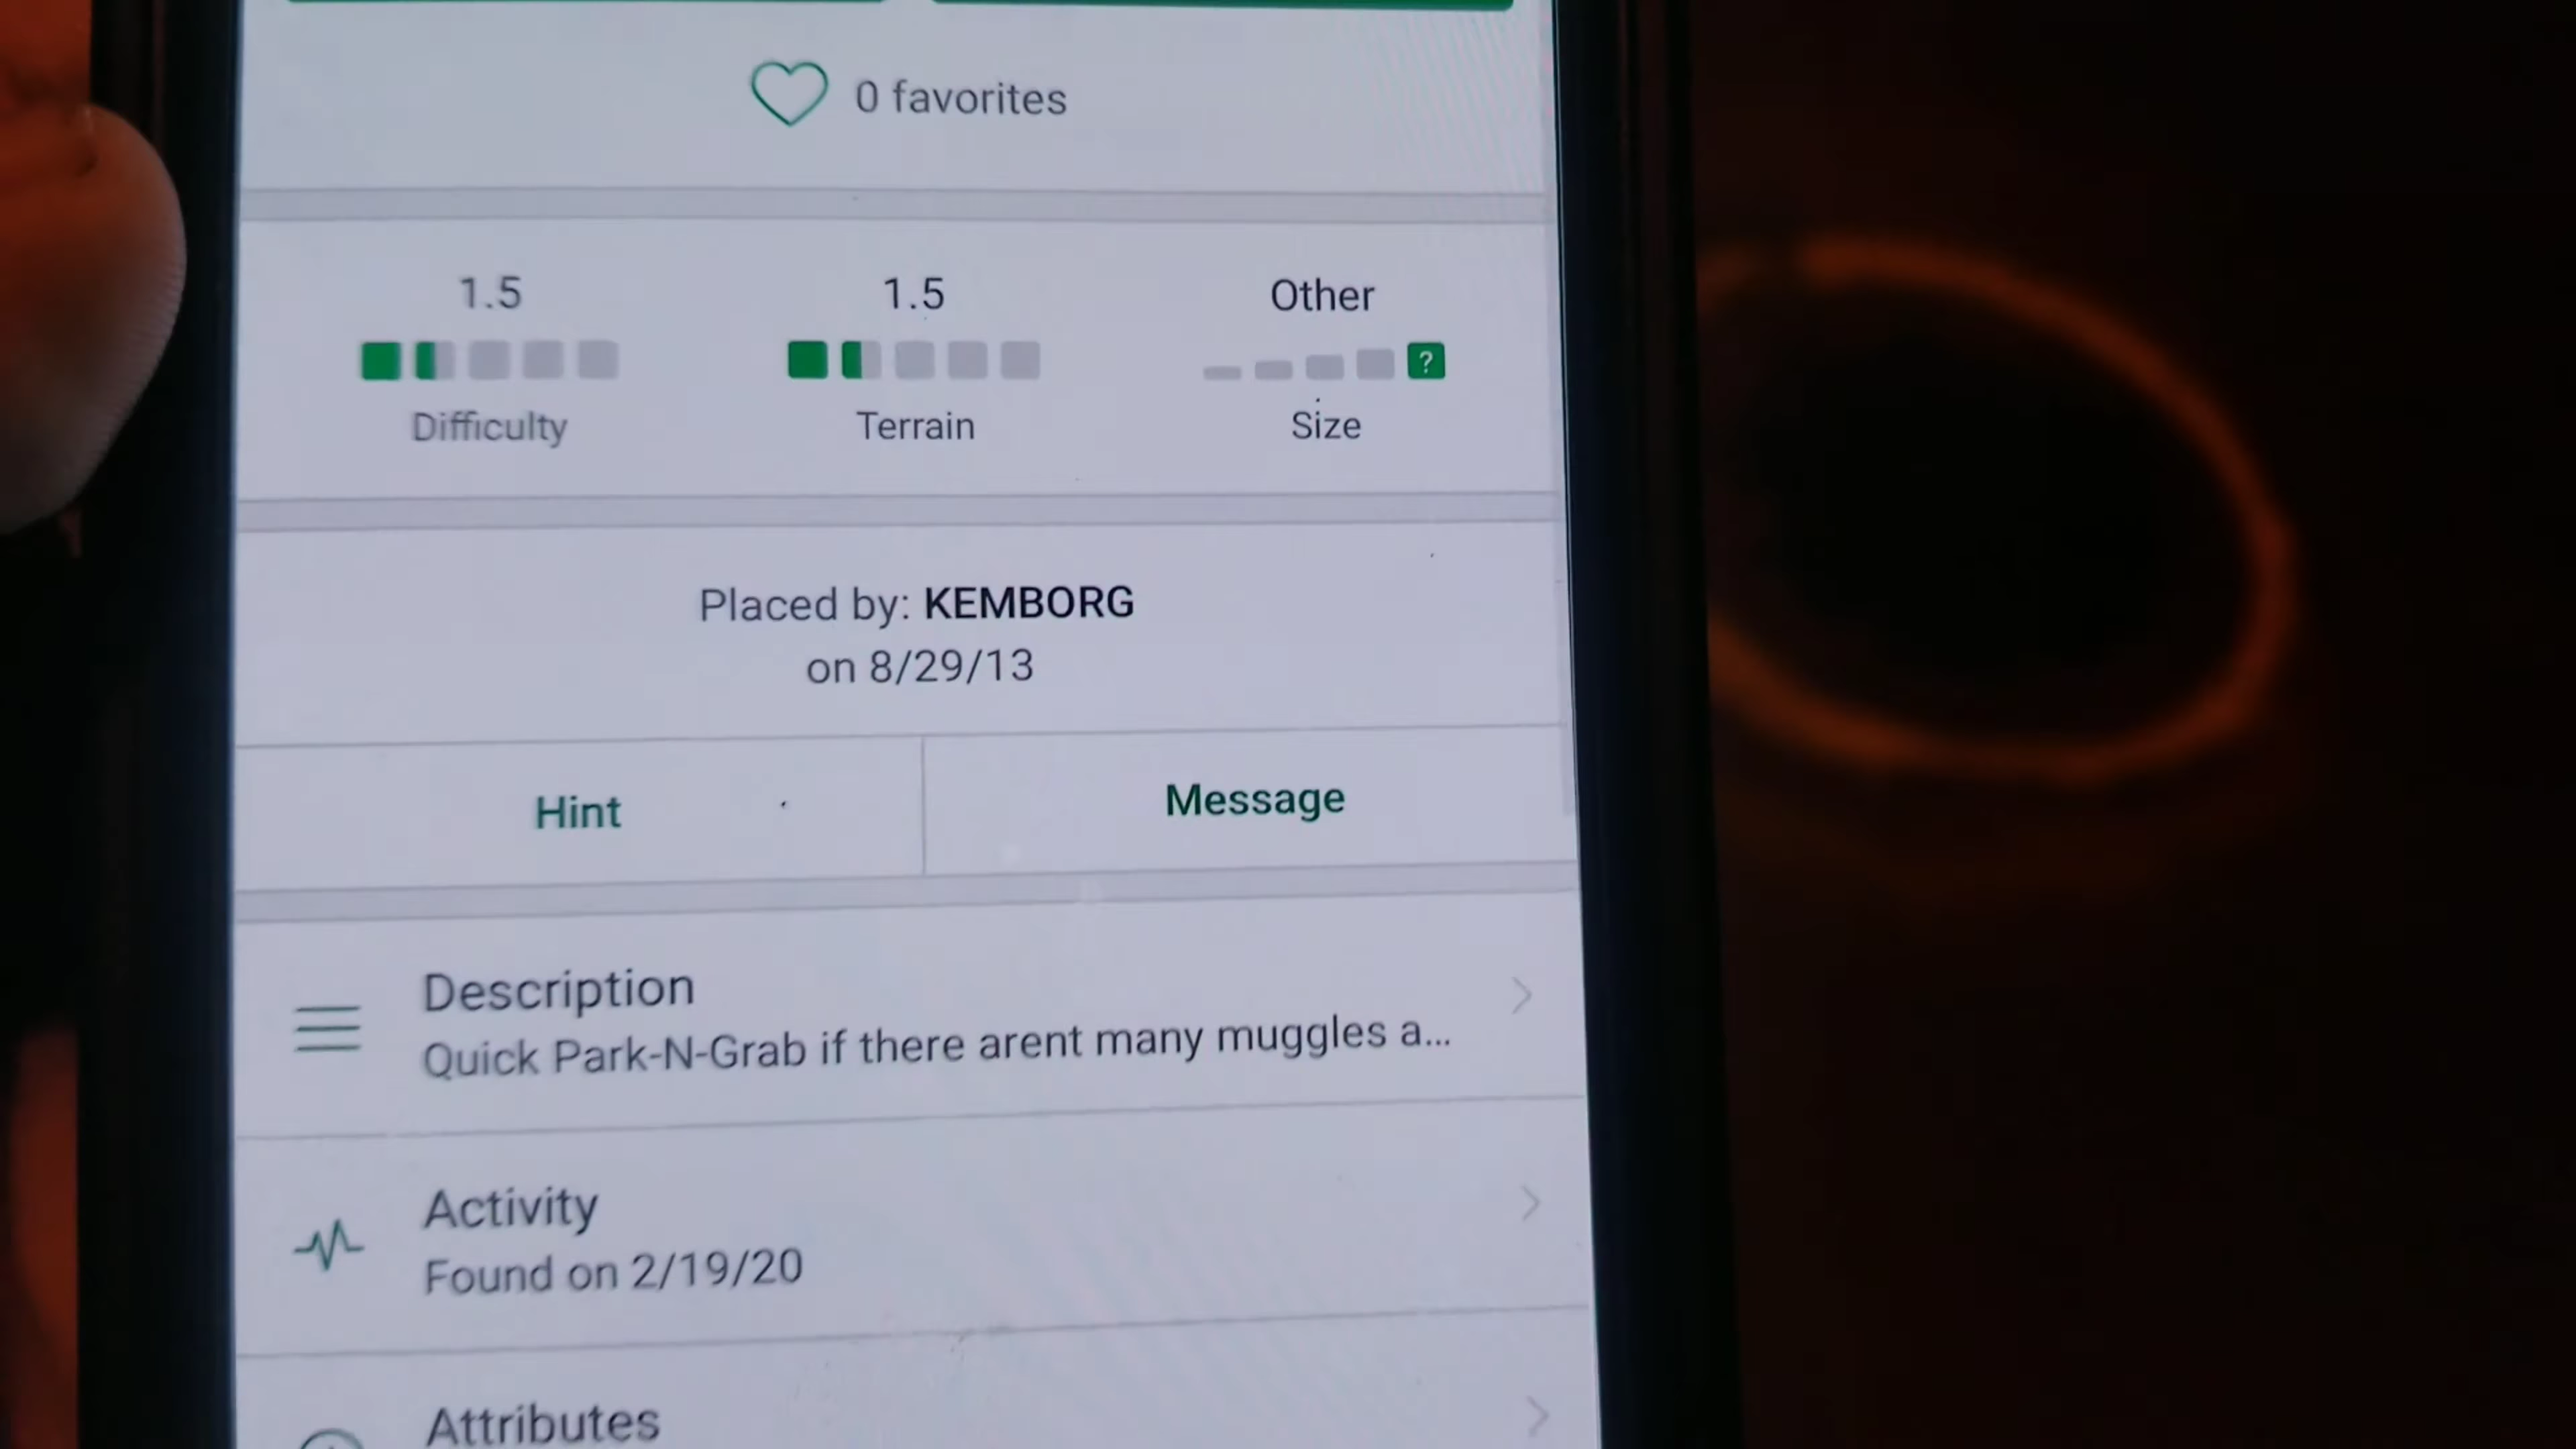 0 favorites
1.5
1.5
Other
?
Difficulty
Terrain
Size
Placed by: KEMBORG
on 8/29/13
Hint
Message
Description
Quick Park-N-Grab if there arent many muggles a...
Activity
Found on 2/19/20
Attributes